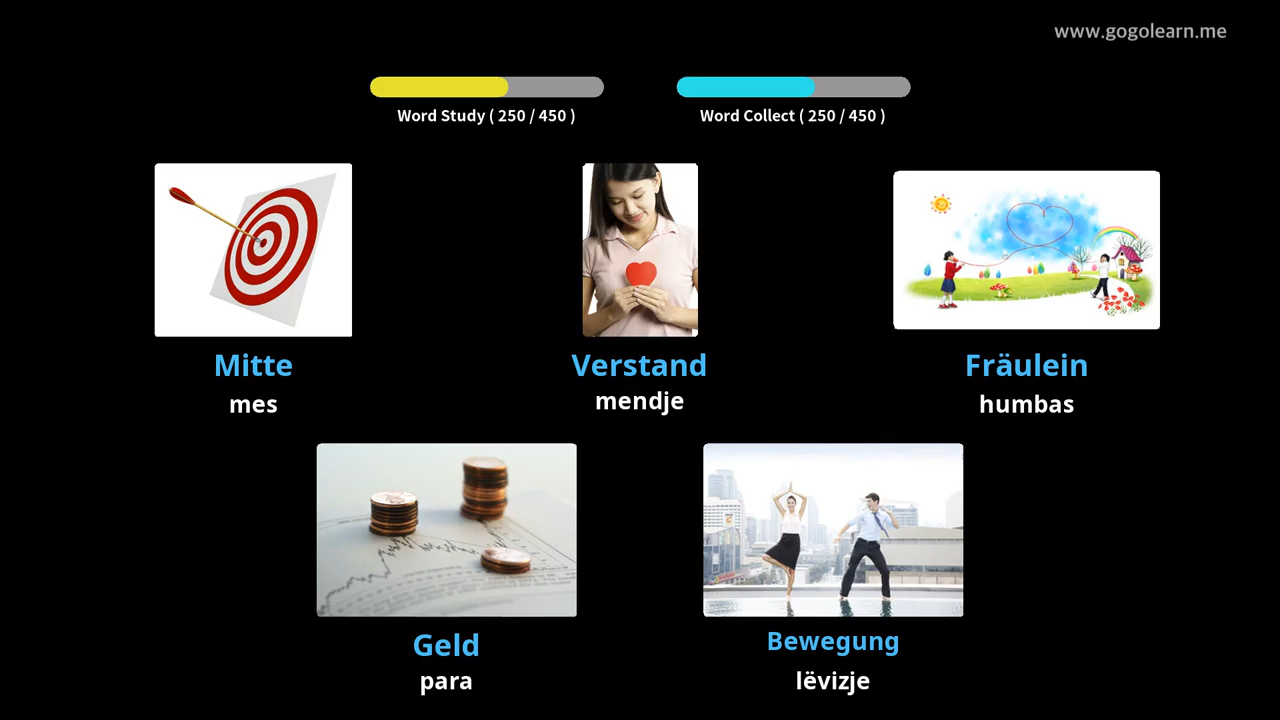 www.gogolearn.me
Word Study ( 250 / 450 )
Word Collect ( 250 / 450 )
Mitte
mes
Verstand
mendje
Fräulein
humbas
Geld
para
Bewegung
lëvizje